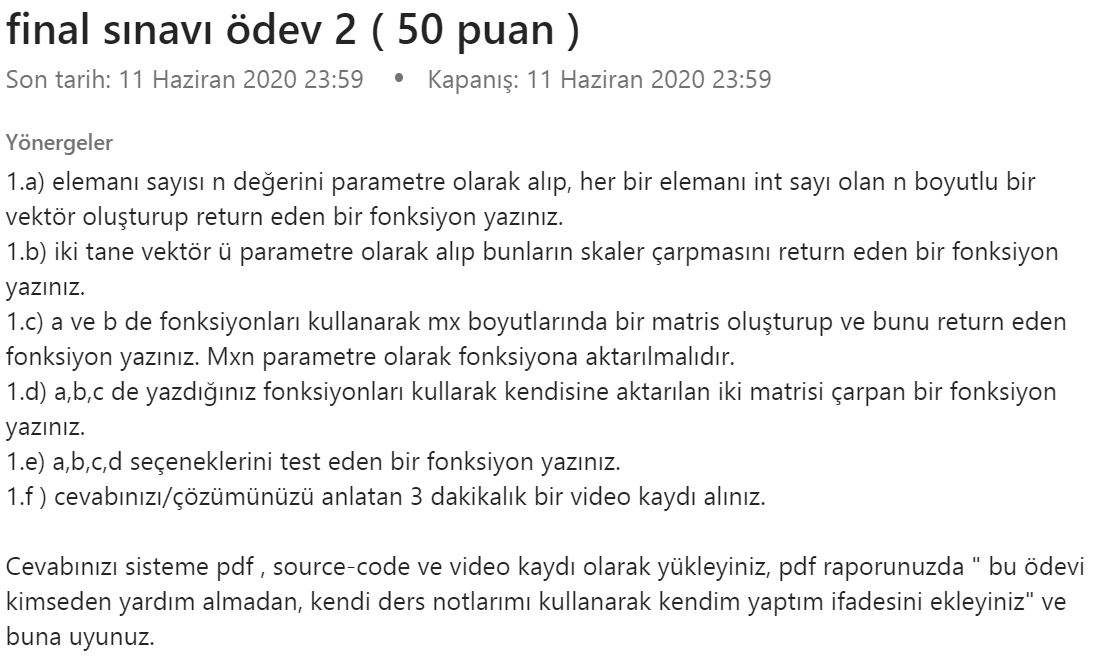 final sınavı ödev 2 ( 50 puan )
Son tarih: 11 Haziran 2020 23:59 • Kapanış: 11 Haziran 2020 23:59
Yönergeler
1.a) elemanı sayısı n değerini parametre olarak alıp, her bir elemanı int sayı olan n boyutlu bir
vektör oluşturup return eden bir fonksiyon yazınız.
1.b) iki tane vektör ü parametre olarak alıp bunların skaler çarpmasını return eden bir fonksiyon
yazınız.
1.c) a ve b de fonksiyonları kullanarak mx boyutlarında bir matris oluşturup ve bunu return eden
fonksiyon yazınız. Mxn parametre olarak fonksiyona aktarılmalıdır.
1.d) a,b,c de yazdığınız fonksiyonları kullarak kendisine aktarılan iki matrisi çarpan bir fonksiyon
yazınız.
1.e) a,b,c,d seçeneklerini test eden bir fonksiyon yazınız.
1.f ) cevabınızı/çözümünüzü anlatan 3 dakikalık bir video kaydı alınız.
Cevabınızı sisteme pdf , source-code ve video kaydı olarak yükleyiniz, pdf raporunuzda " bu ödevi
kimseden yardım almadan, kendi ders notlarımı kullanarak kendim yaptım ifadesini ekleyiniz" ve
buna uyunuz.